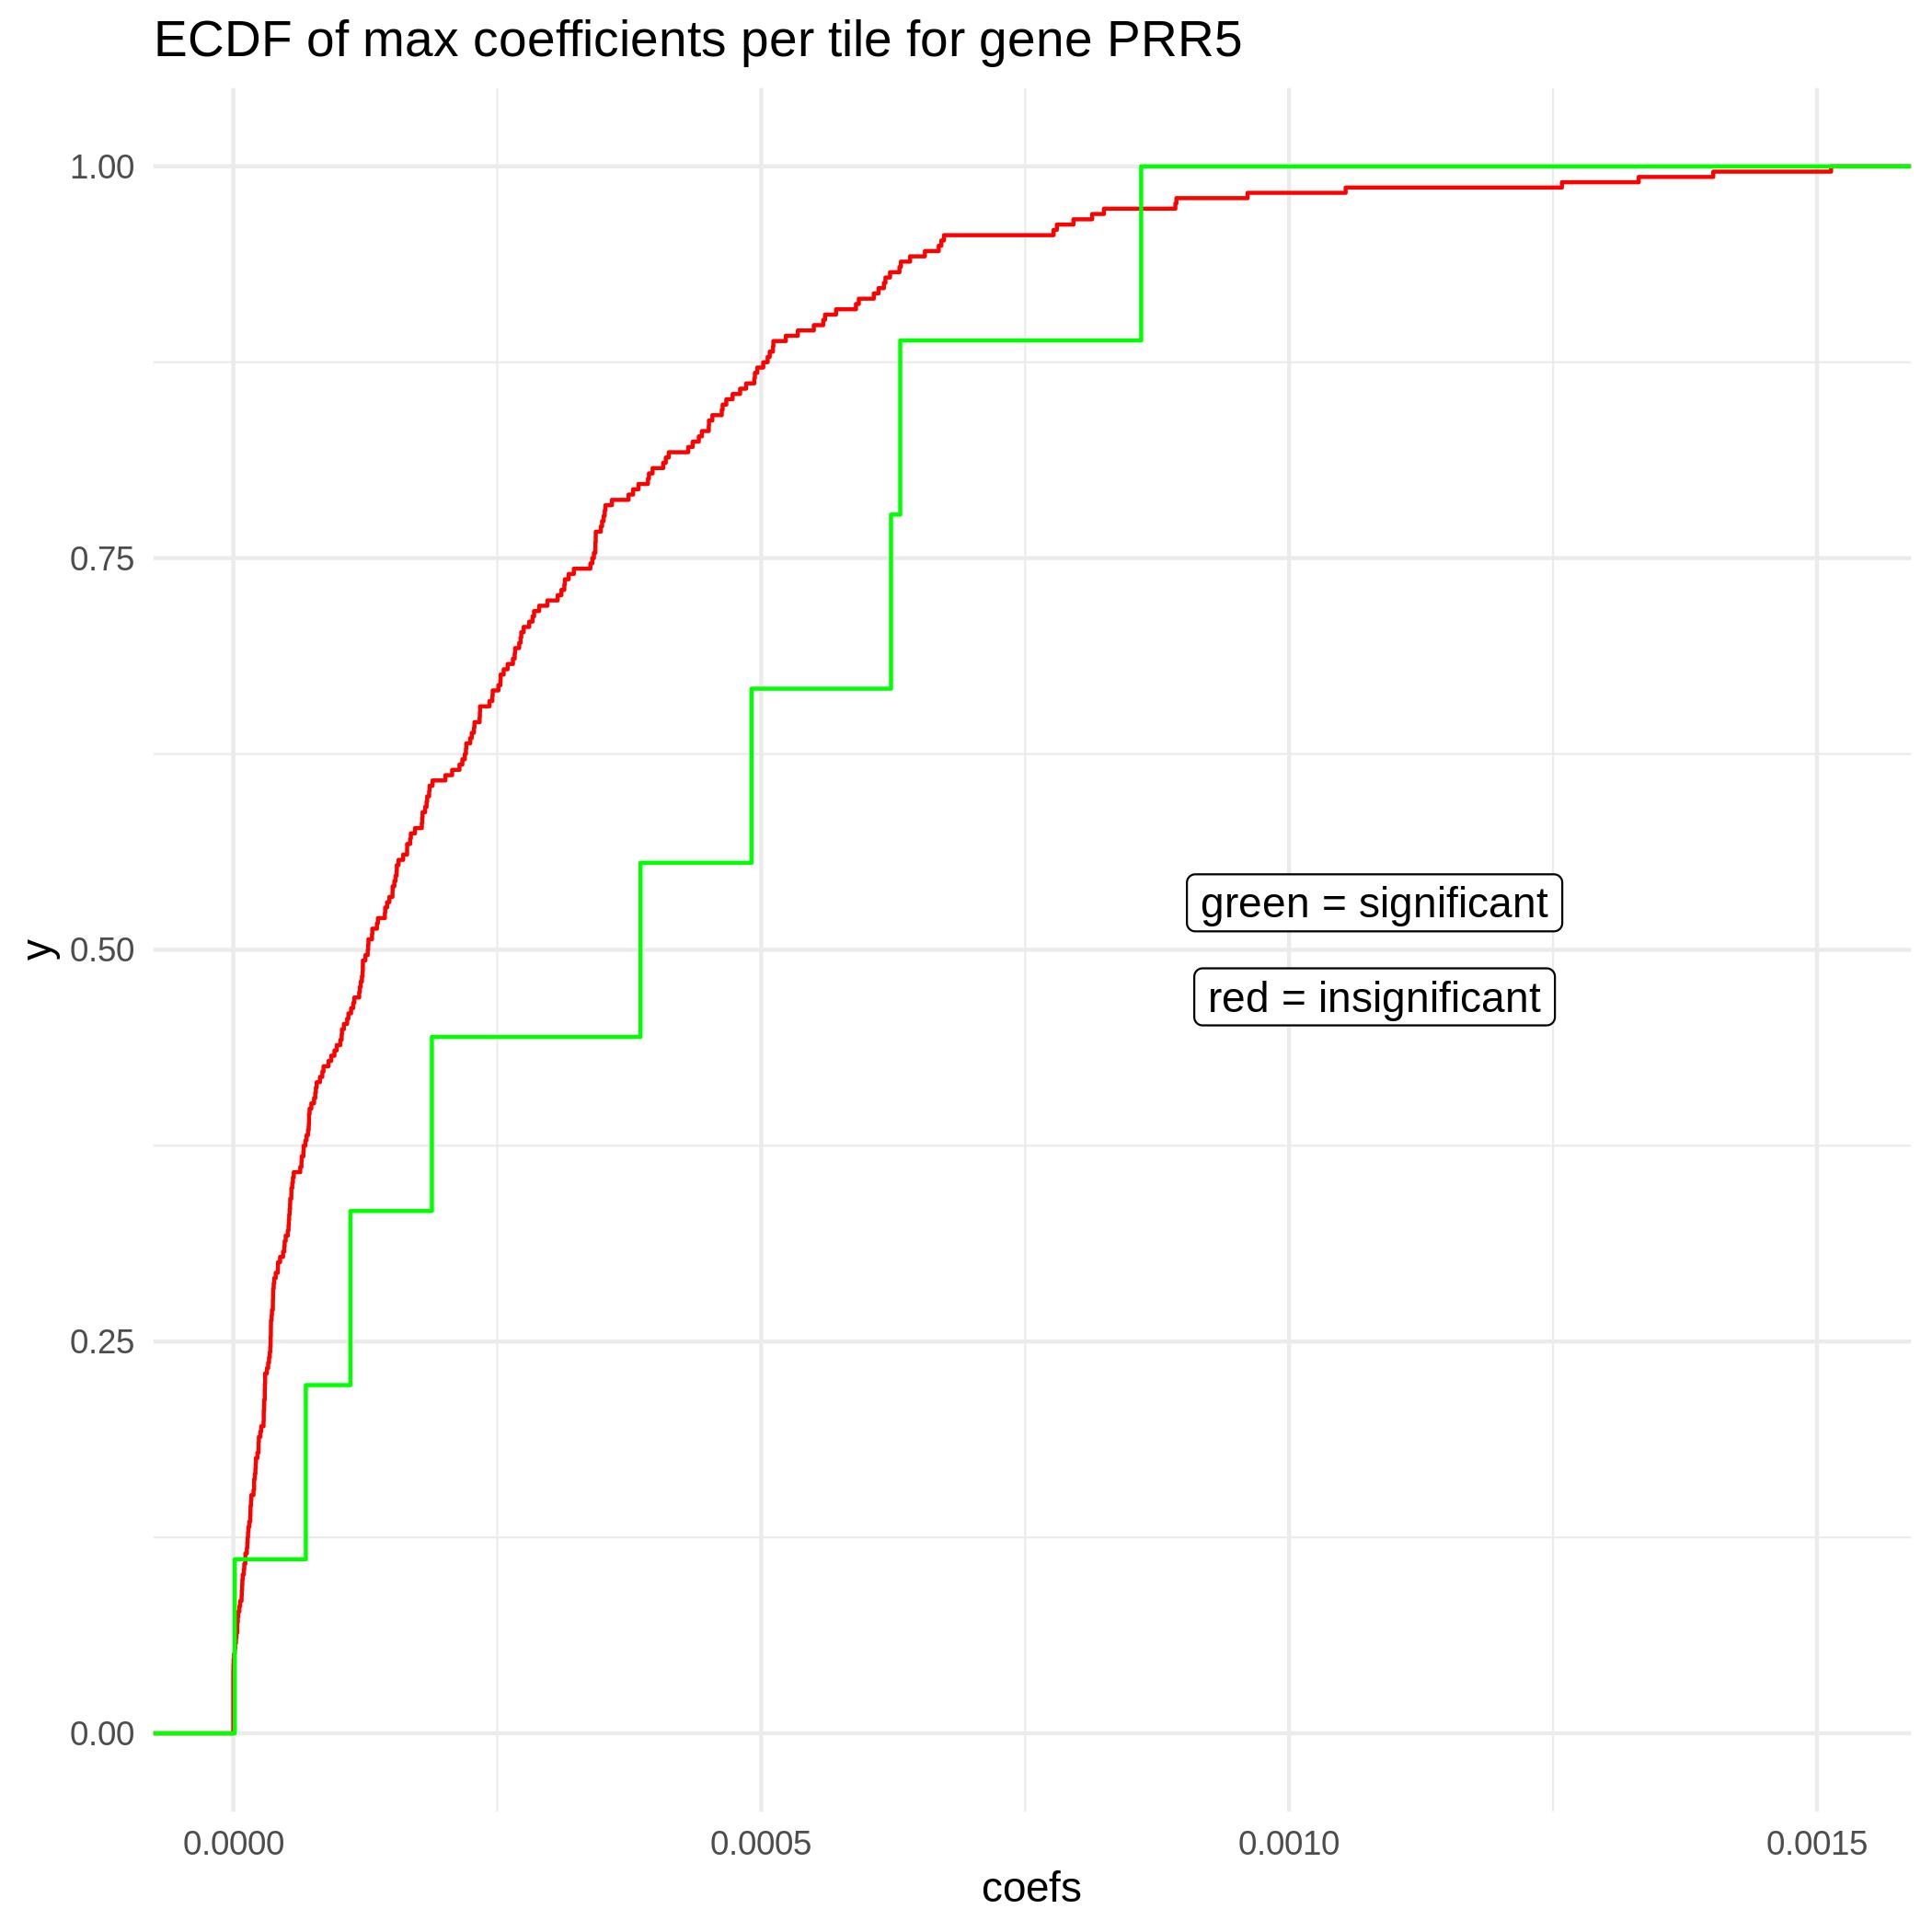 ECDF of max coefficients per tile for gene PRR5
1.00
0.75
0.50
0.25
0.00
y
green = significant
red = insignificant
0.0000 0.0005 0.0010 0.0015
coefs